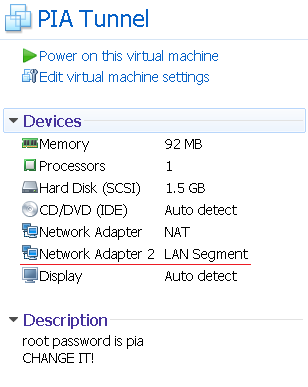 PIA Tunnel
Power on this virtual machine
Edit virtual machine settings
Devices
Memory 92 MB
Processors 1
Hard Disk (SCSI) 1.5 GB
CD/DVD (IDE) Auto detect
Network Adapter NAT
Network Adapter 2 LAN Segment
Display Auto detect
Description
root password is pia
CHANGE IT!